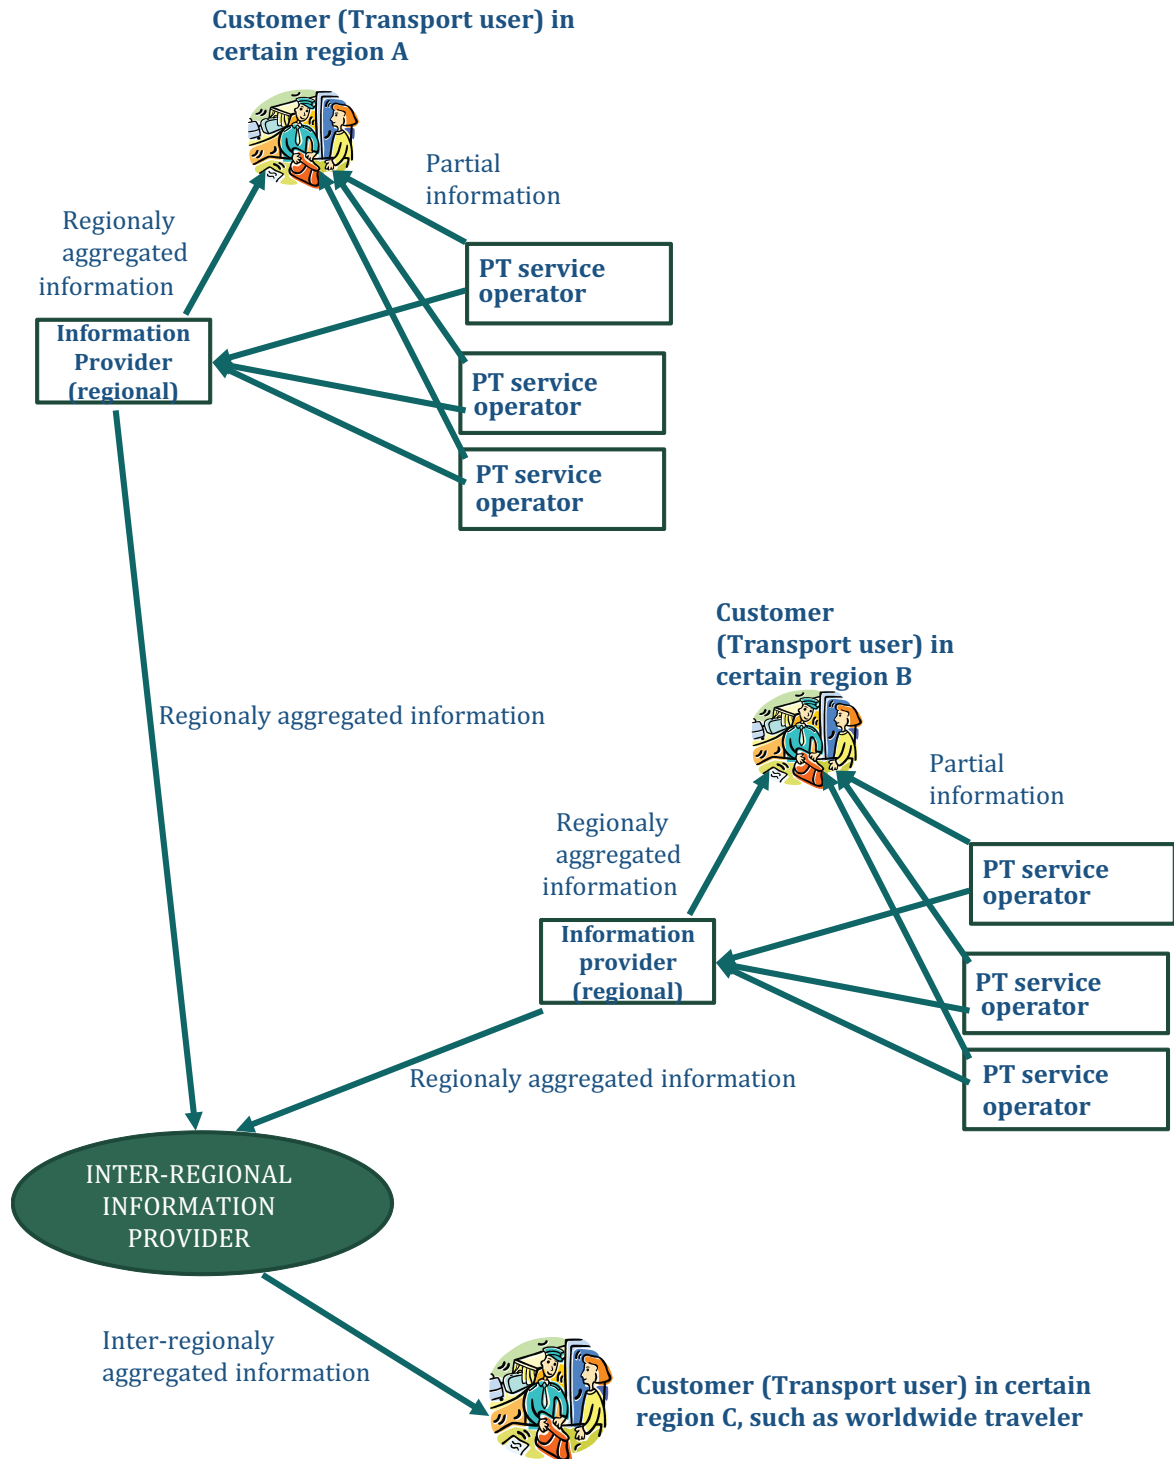 Customer (Transport user) in
certain region A
Partial
information
Regionaly
aggregated
information
PT service
operator
Information
Provider
(regional)
PT service
operator
PT service
operator
Customer
(Transport user) in
certain region B
Regionaly aggregated information
Partial
information
Regionaly
aggregated
information
PT service
operator
Information
provider
(regional)
PT service
operator
Regionaly aggregated information
PT service
operator
INTER-REGIONAL
INFORMATION
PROVIDER
Inter-regionaly
aggregated information
Customer (Transport user) in certain
region C, such as worldwide traveler